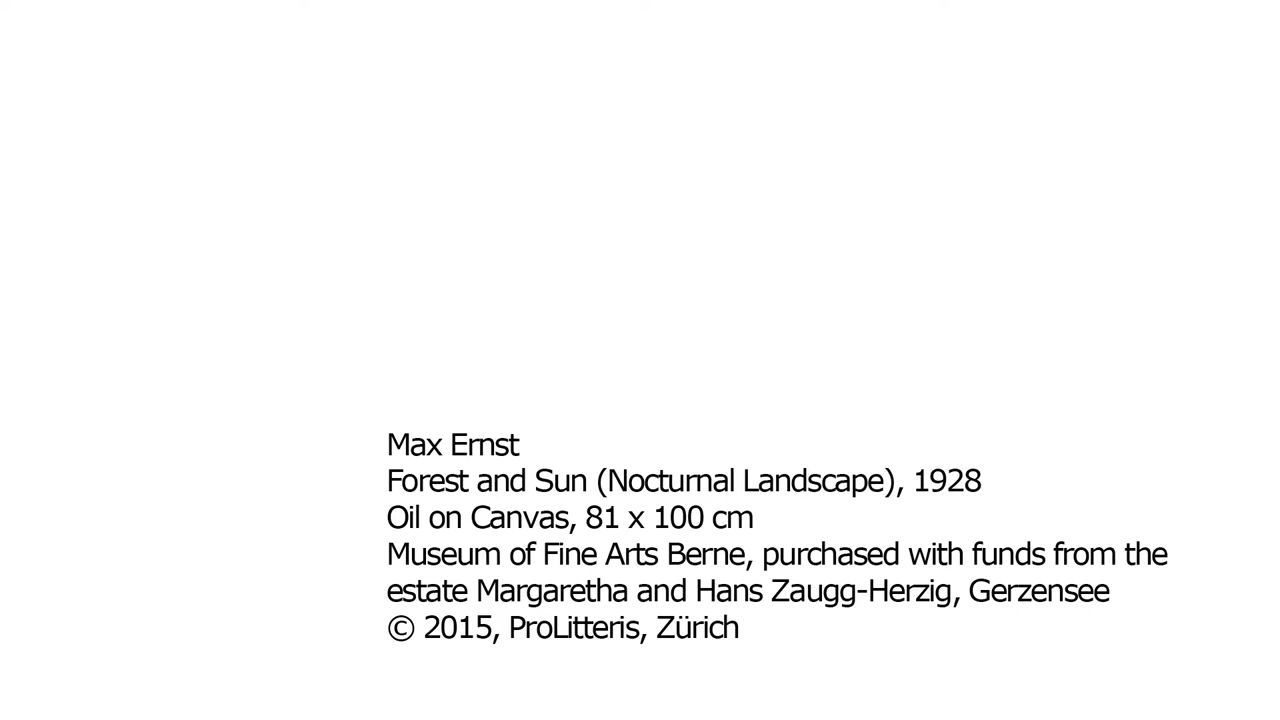 Max Ernst
Forest and Sun (Nocturnal Landscape), 1928
Oil on Canvas, 81 x 100 cm
Museum of Fine Arts Berne, purchased with funds from the
estate Margaretha and Hans Zaugg-Herzig, Gerzensee
© 2015, ProLitteris, Zürich